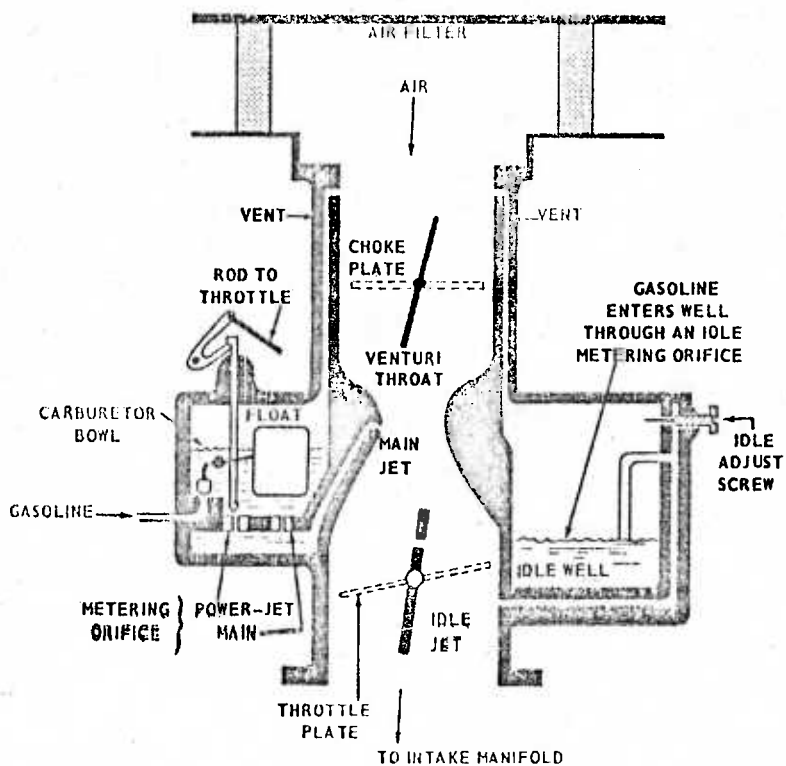 AIR FILTER
AIR
VENT
VENT
CHOKE
PLATE
ROD TO
THROTTLE
GASOLINE
ENTERS WELL
THROUGH AN IDLE
METERING ORIFICE
VENTURI
THROAT
CARBURETOR
BOWL
FLOAT
MAIN
JET
IDLE
ADJUST
SCREW
GASOLINE
IDLE WELL
METERING
ORIFICE
POWER-JET
MAIN
IDLE
JET
THROTTLE
PLATE
TO INTAKE MANIFOLD